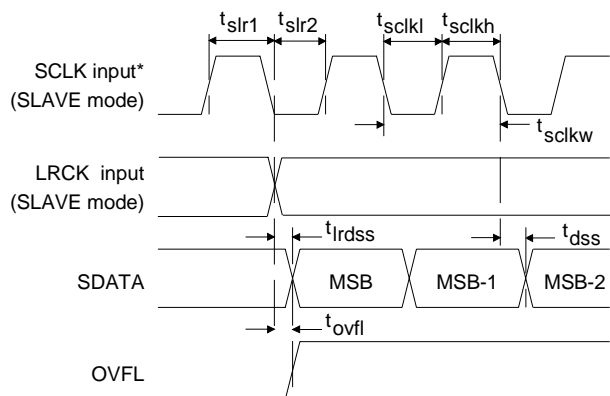 tslr1 tslr2 tsclkl tsclkh
SCLK input*
(SLAVE mode)
tsclkw
LRCK input
(SLAVE mode)
tlrdss
tdss
SDATA MSB MSB-1 MSB-2
tovfl
OVFL